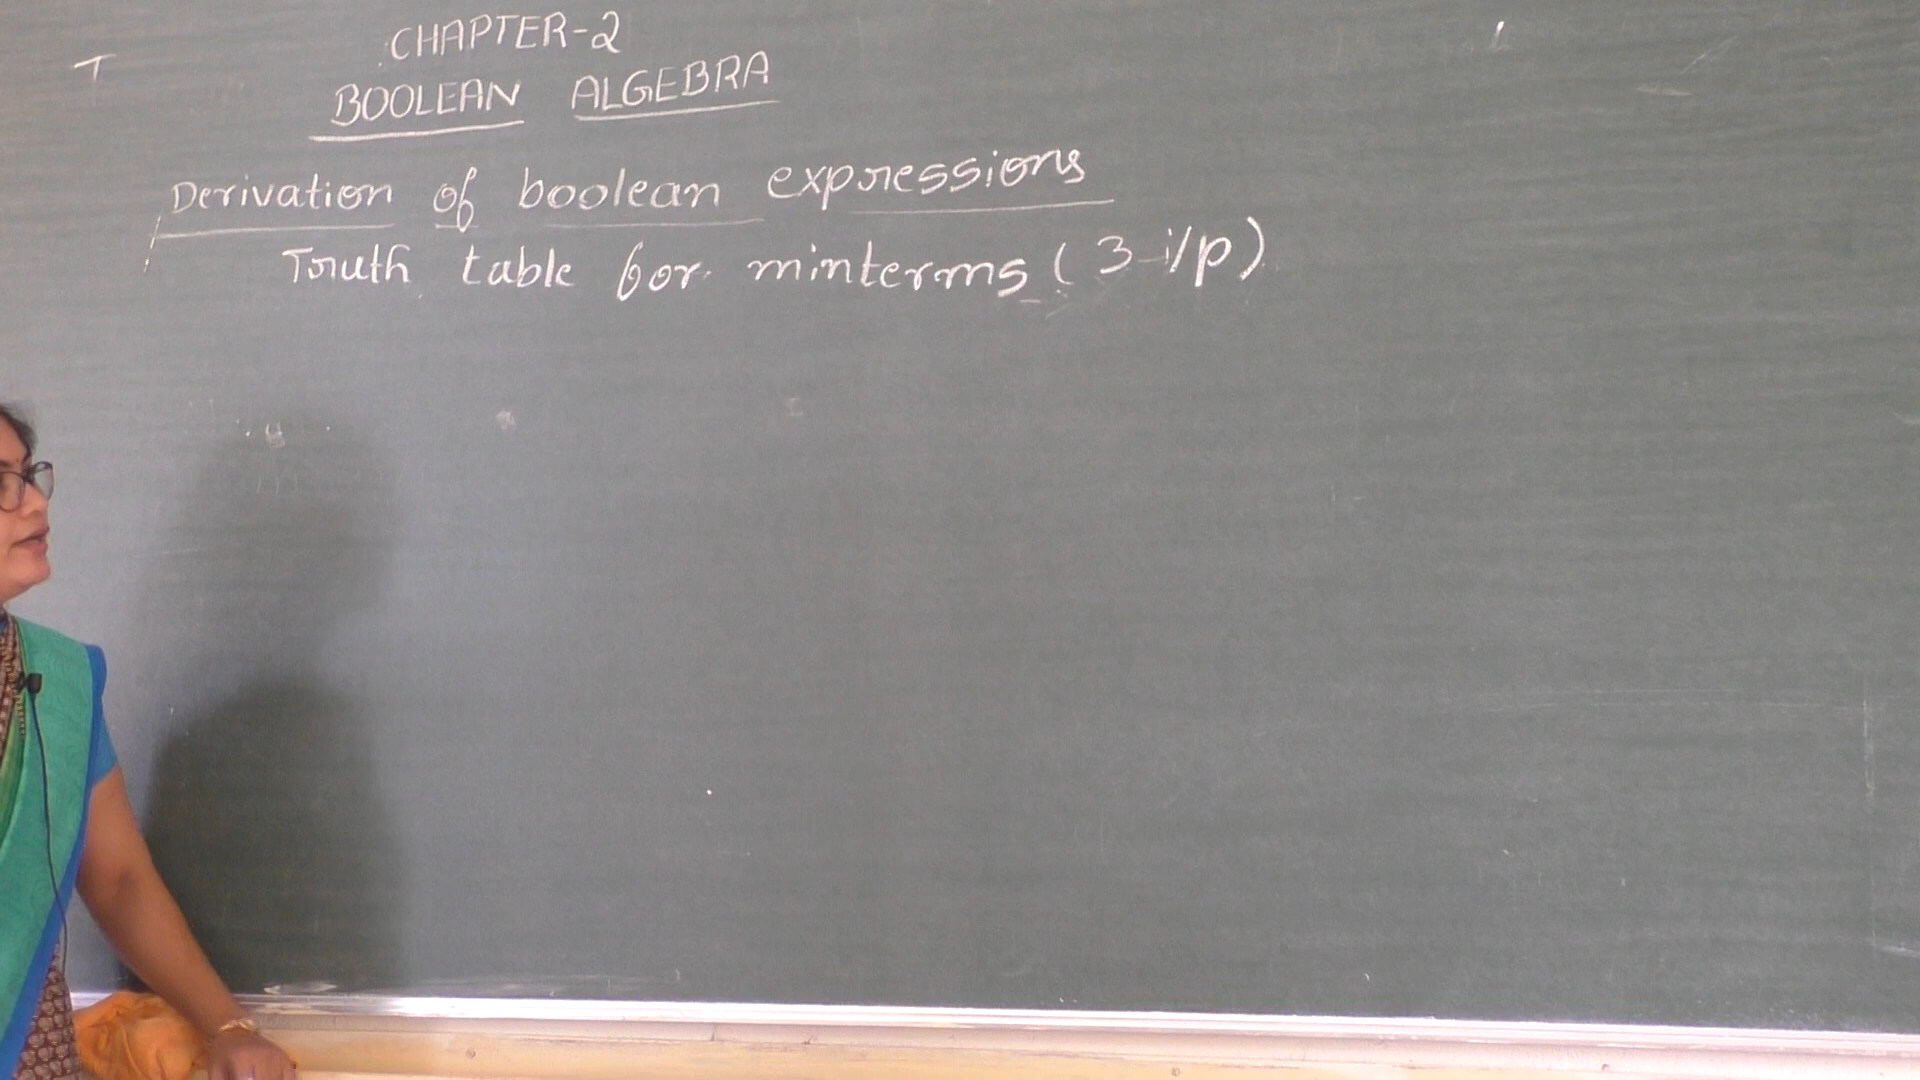 T
CHAPTER-2
BOOLEAN ALGEBRA
Derivation of boolean expressions
Truth table for minterms (3-i/p)